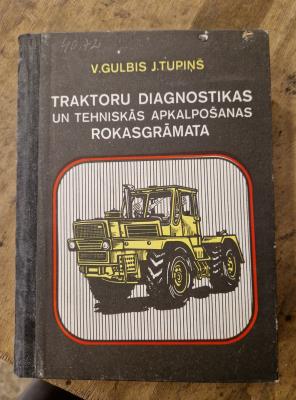 V.GULBIS J.TUPIŅŠ
TRAKTORU DIAGNOSTIKAS
UN TEHNISKĀS APKALPOŠANAS
ROKASGRĀMATA